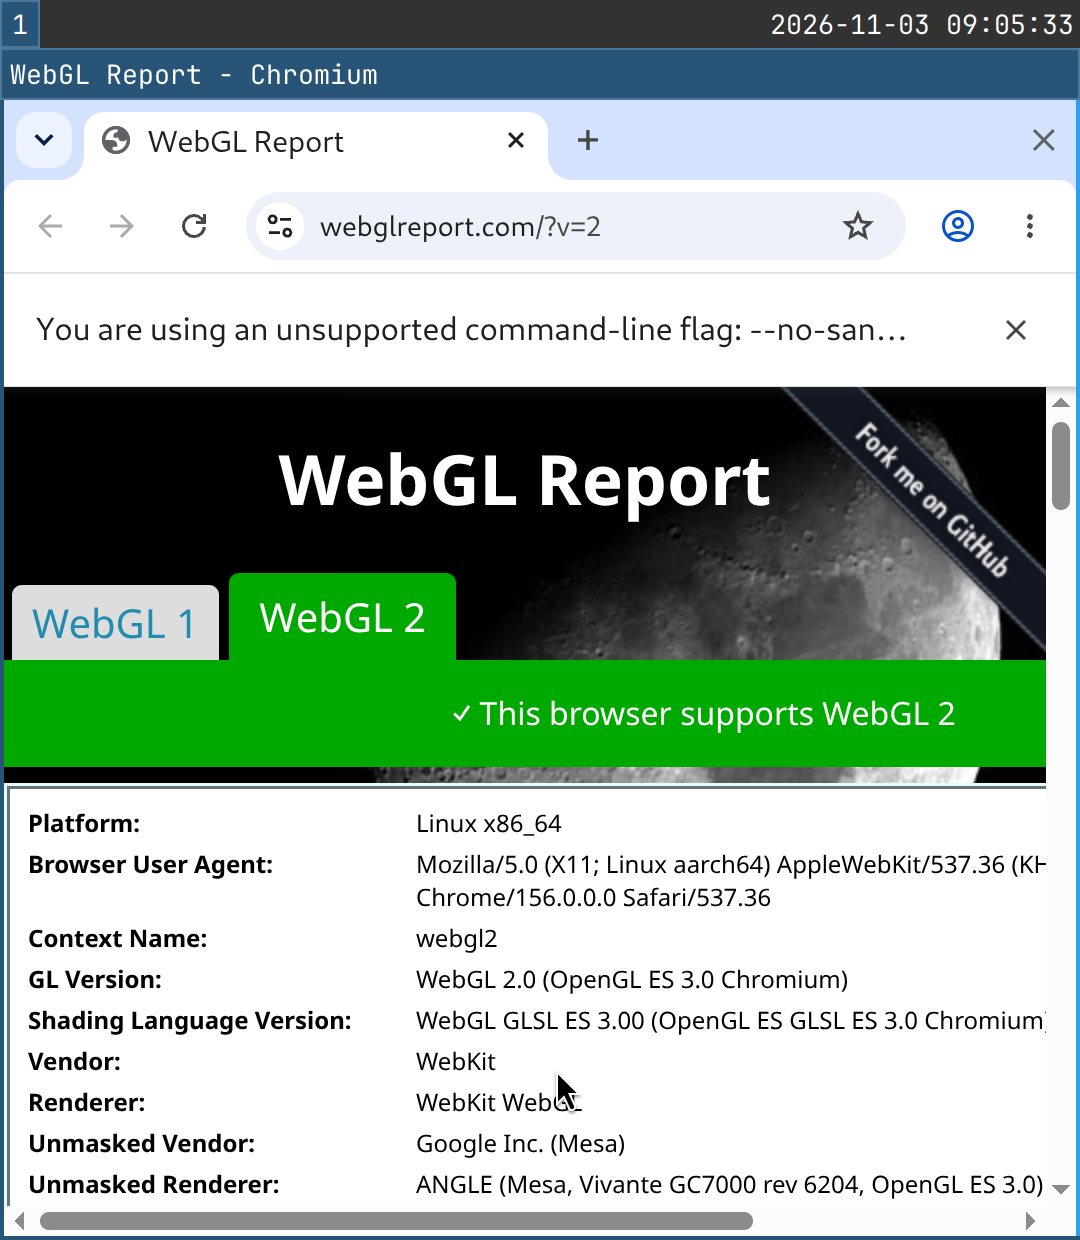 1 2026-11-03 09:05:33
WebGL Report - Chromium
WebGL Report
webglreport.com/?v=2
You are using an unsupported command-line flag: --no-san…
Fork me on GitHub
WebGL Report
WebGL 1 WebGL 2
✓ This browser supports WebGL 2
Platform: Linux x86_64
Browser User Agent: Mozilla/5.0 (X11; Linux aarch64) AppleWebKit/537.36 (KH
Chrome/156.0.0.0 Safari/537.36
Context Name: webgl2
GL Version: WebGL 2.0 (OpenGL ES 3.0 Chromium)
Shading Language Version: WebGL GLSL ES 3.00 (OpenGL ES GLSL ES 3.0 Chromium)
Vendor: WebKit
Renderer: WebKit WebGL
Unmasked Vendor: Google Inc. (Mesa)
Unmasked Renderer: ANGLE (Mesa, Vivante GC7000 rev 6204, OpenGL ES 3.0)